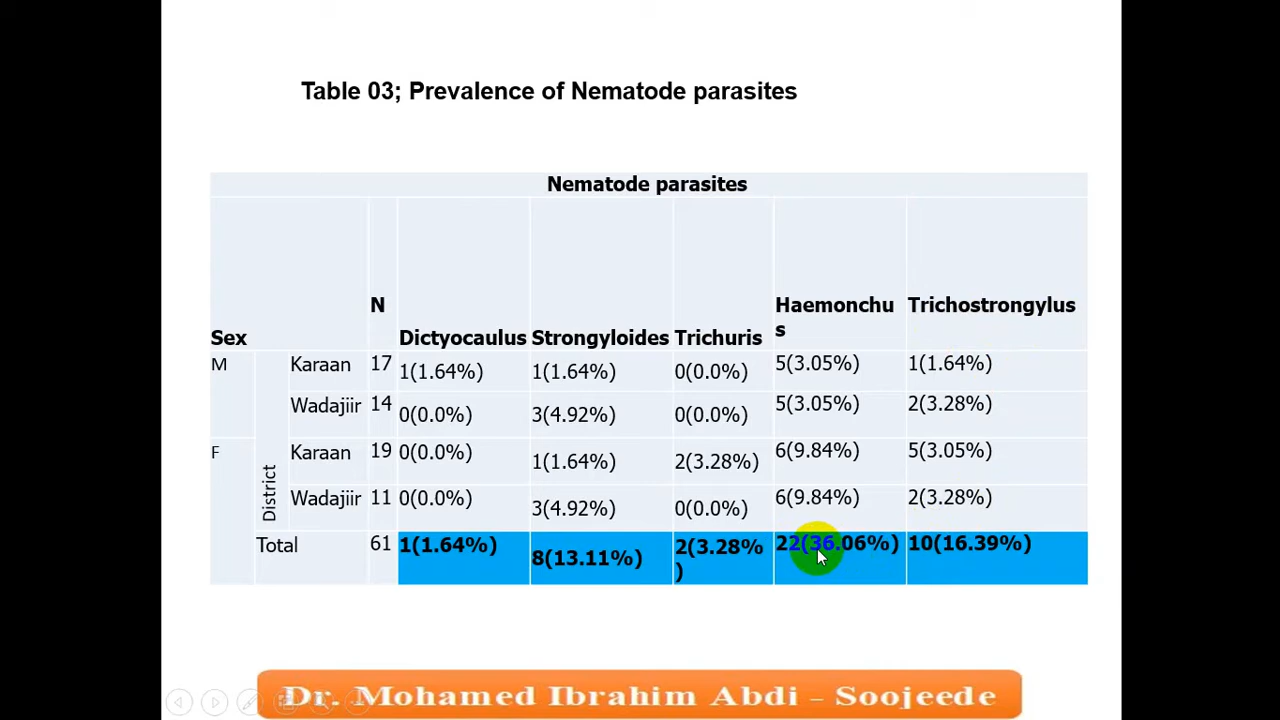 Table 03; Prevalence of Nematode parasites
Nematode parasites
Sex N Dictyocaulus Strongyloides Trichuris Haemonchu
s Trichostrongylus
M District Karaan 17 1(1.64%) 1(1.64%) 0(0.0%) 5(3.05%) 1(1.64%)
Wadajiir 14 0(0.0%) 3(4.92%) 0(0.0%) 5(3.05%) 2(3.28%)
F Karaan 19 0(0.0%) 1(1.64%) 2(3.28%) 6(9.84%) 5(3.05%)
Wadajiir 11 0(0.0%) 3(4.92%) 0(0.0%) 6(9.84%) 2(3.28%)
Total 61 1(1.64%) 8(13.11%) 2(3.28%
) 22(36.06%) 10(16.39%)
Dr. Mohamed Ibrahim Abdi - Soojeede